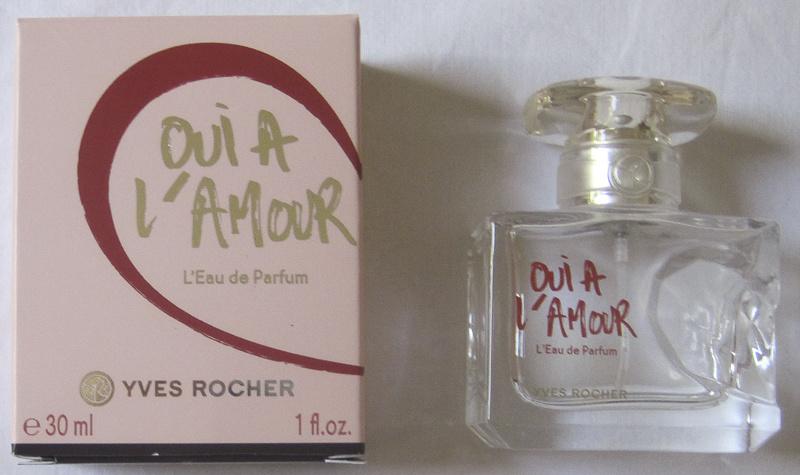 OUI A
L'AMOUR
L'Eau de Parfum
YVES ROCHER
℮ 30 ml 1 fl.oz.
OUI A
L'AMOUR
L'Eau de Parfum
YVES ROCHER